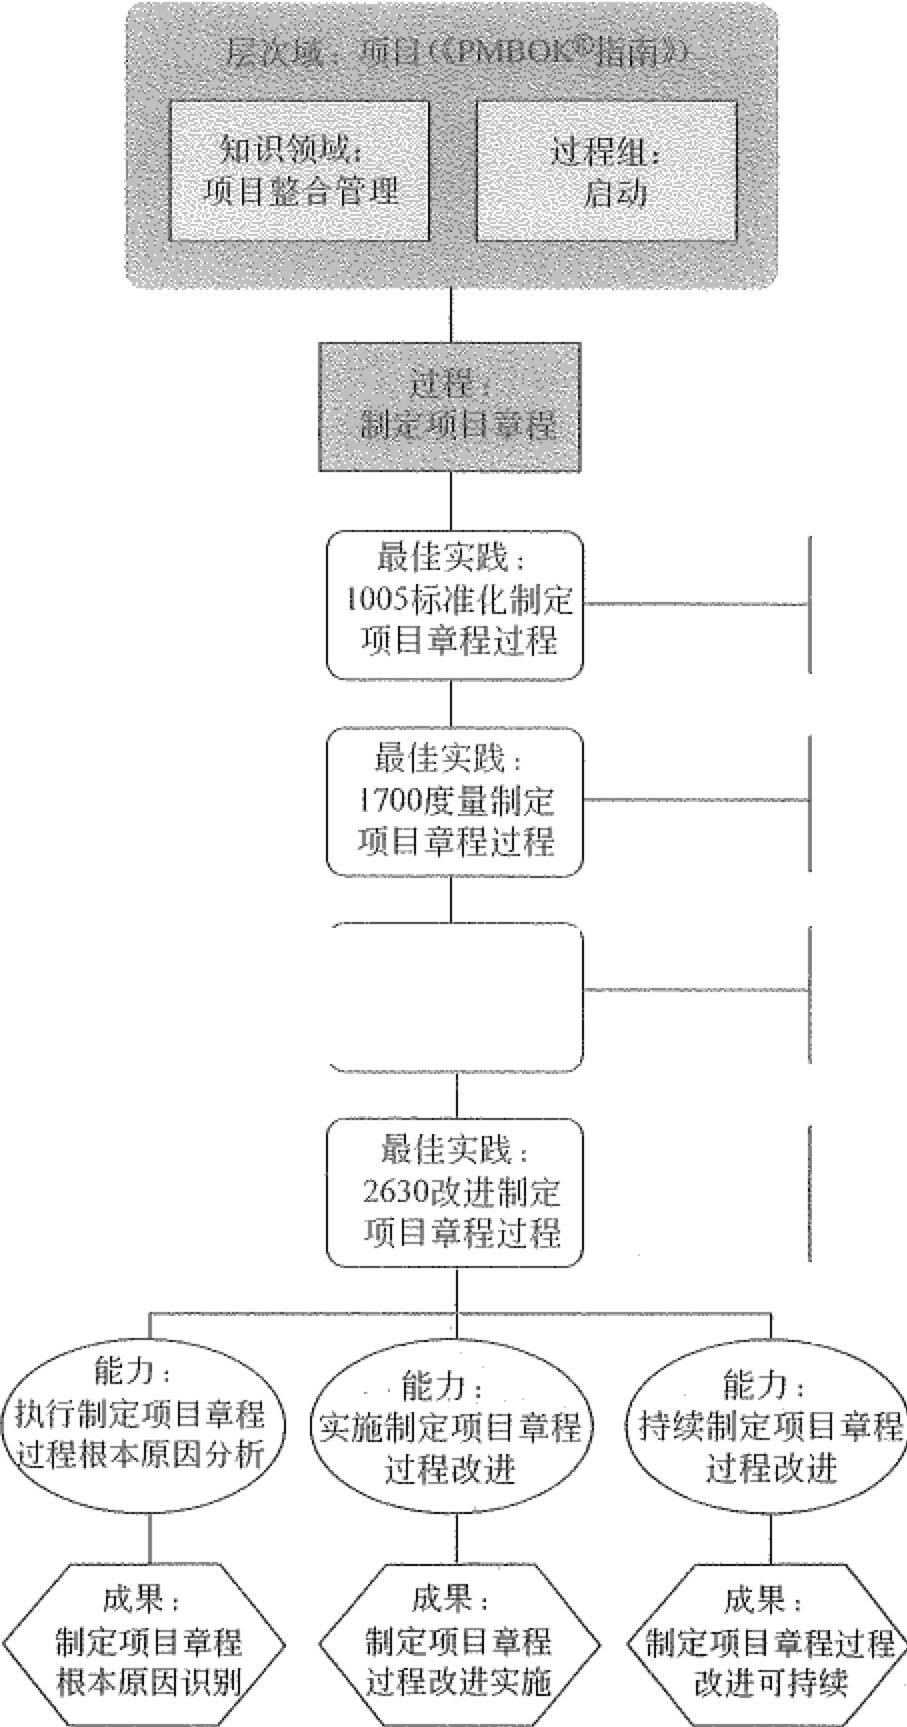 层次域：项目（《PMBOK®指南》）
知识领域：
项目整合管理
过程组：
启动
过程：
制定项目章程
最佳实践：
1005标准化制定
项目章程过程
最佳实践：
1700度量制定
项目章程过程
最佳实践：
2630改进制定
项目章程过程
能力：
执行制定项目章程
过程根本原因分析
能力：
实施制定项目章程
过程改进
能力：
持续制定项目章程
过程改进
成果：
制定项目章程
根本原因识别
成果：
制定项目章程
过程改进实施
成果：
制定项目章程过程
改进可持续